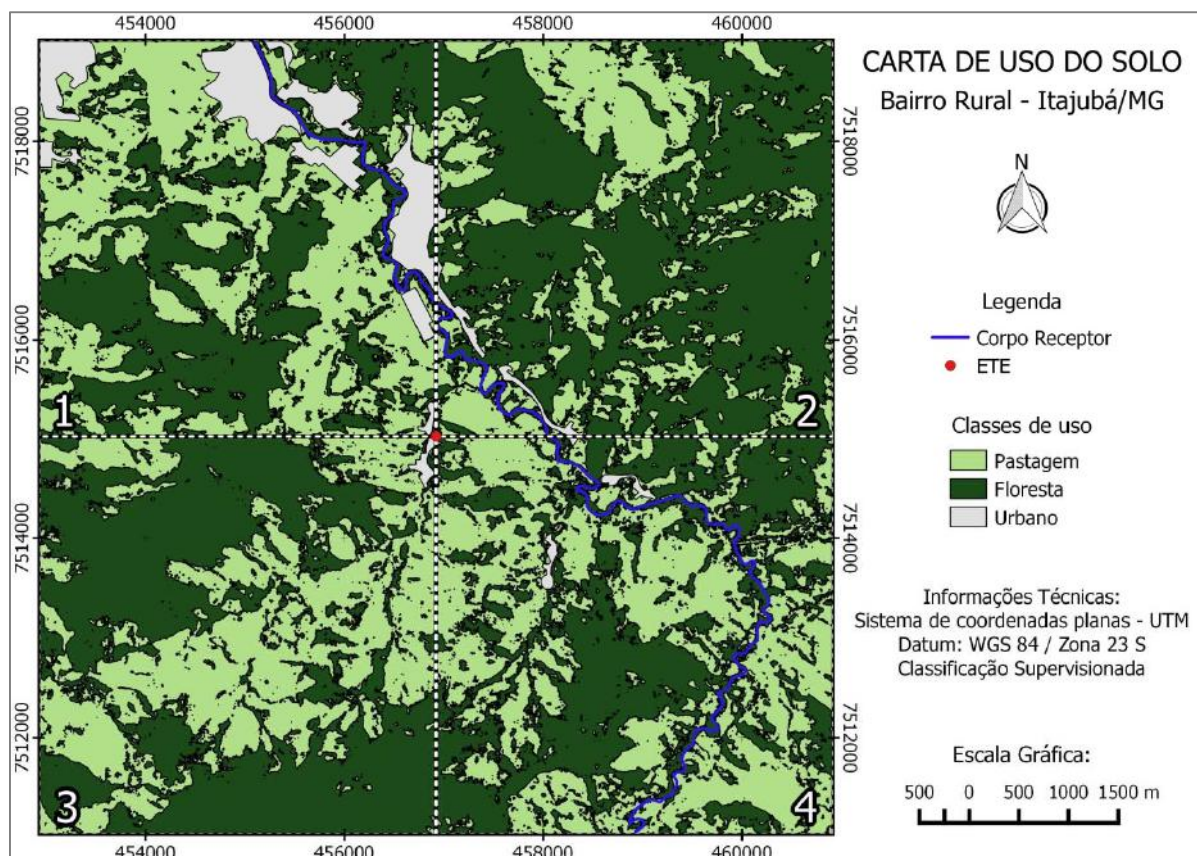 454000 456000 458000 460000
CARTA DE USO DO SOLO
Bairro Rural - Itajubá/MG
N
7518000 7518000
Legenda
Corpo Receptor
ETE
7516000 7516000
1 2
Classes de uso
Pastagem
Floresta
Urbano
7514000 7514000
Informações Técnicas:
Sistema de coordenadas planas - UTM
Datum: WGS 84 / Zona 23 S
Classificação Supervisionada
7512000 7512000
Escala Gráfica:
500 0 500 1000 1500 m
3 4
454000 456000 458000 460000